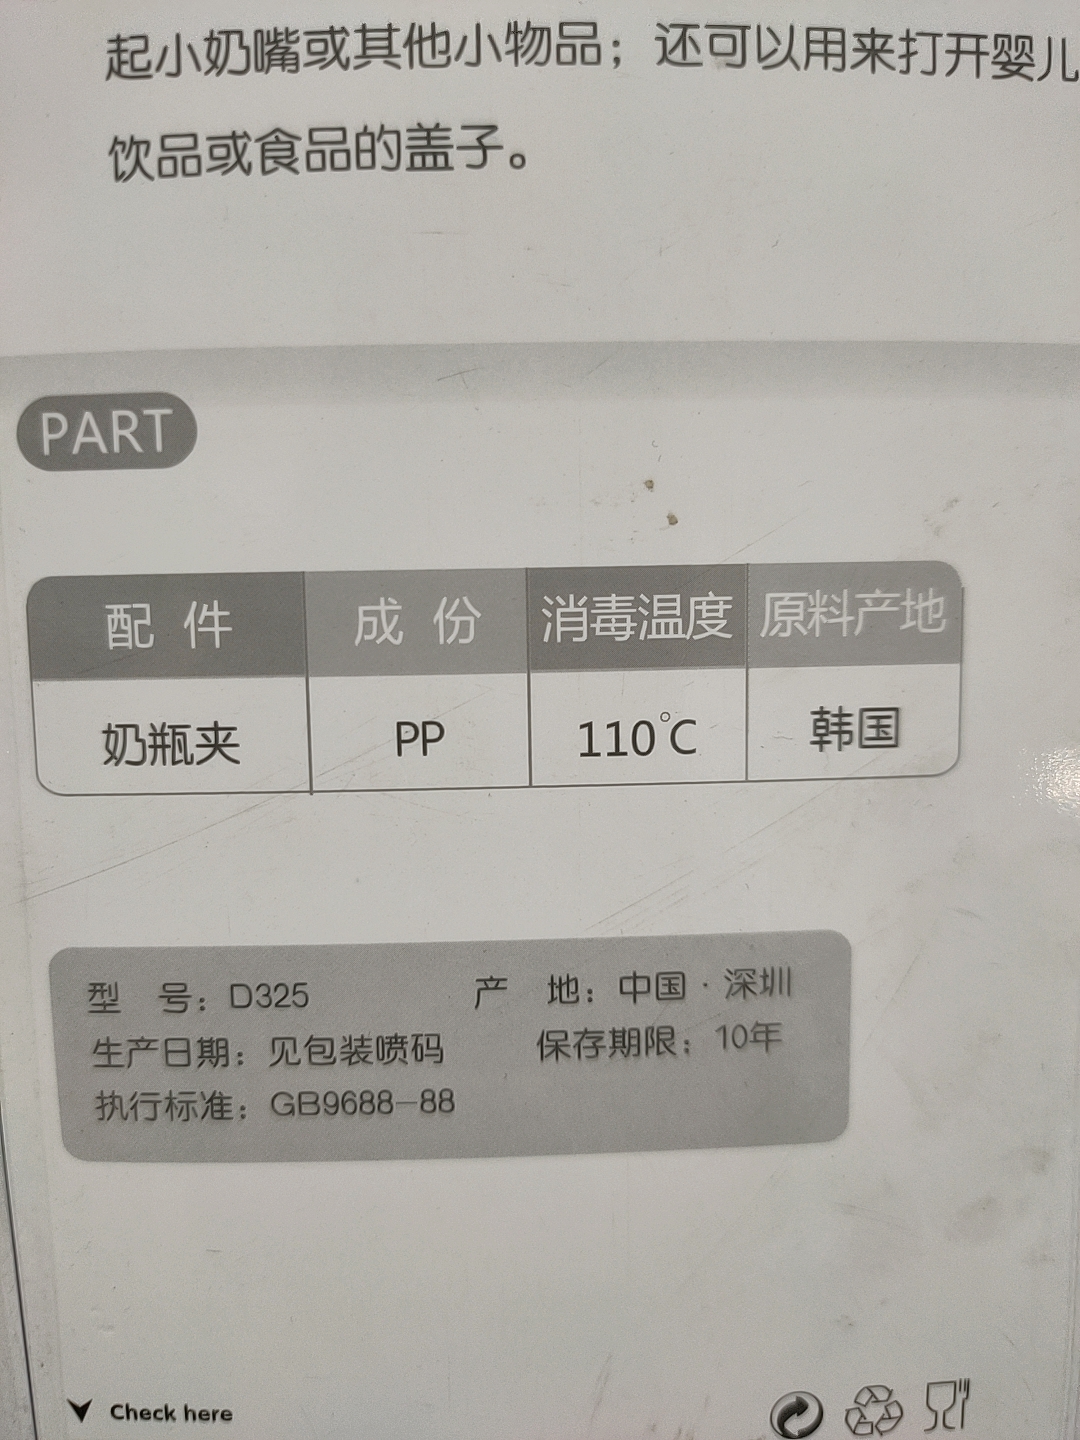 起小奶嘴或其他小物品；还可以用来打开婴儿
饮品或食品的盖子。
PART
配 件 成 份 消毒温度 原料产地
奶瓶夹 PP 110°C 韩国
型 号：D325 产 地：中国·深圳
生产日期：见包装喷码 保存期限：10年
执行标准：GB9688-88
Check here